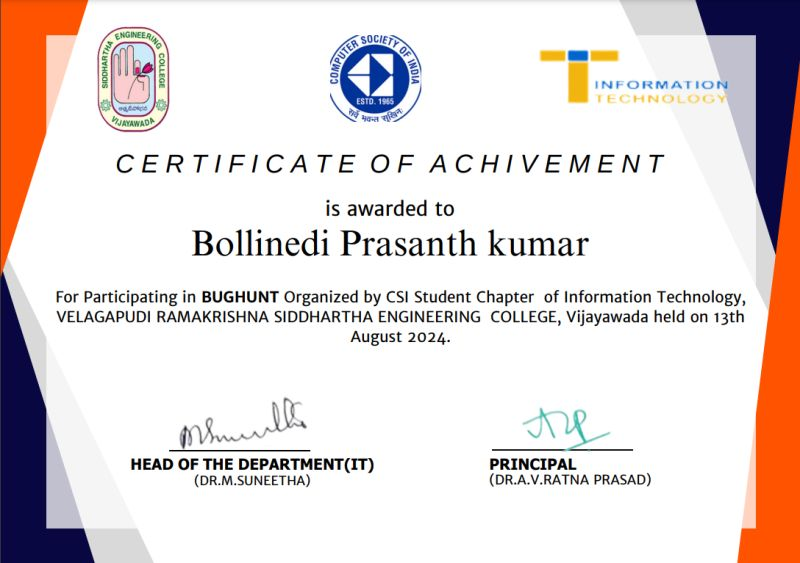 SIDDHARTHA ENGINEERING COLLEGE
VIJAYAWADA
COMPUTER SOCIETY OF INDIA
ESTD. 1965
सर्वे भवन्तु सुखिनः
INFORMATION
TECHNOLOGY
CERTIFICATE OF ACHIVEMENT
is awarded to
Bollinedi Prasanth kumar
For Participating in BUGHUNT Organized by CSI Student Chapter of Information Technology,
VELAGAPUDI RAMAKRISHNA SIDDHARTHA ENGINEERING COLLEGE, Vijayawada held on 13th
August 2024.
HEAD OF THE DEPARTMENT(IT)
(DR.M.SUNEETHA)
PRINCIPAL
(DR.A.V.RATNA PRASAD)